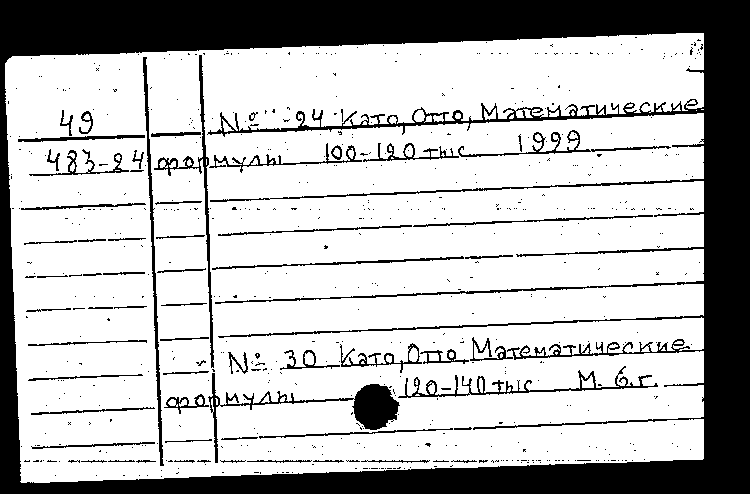 49 № -24 Като, Отто, Математические
483-24 формулы 100-120 тыс 1999
- № 30 Като, Отто, Математические
формулы 120-140 тыс М. б.г.